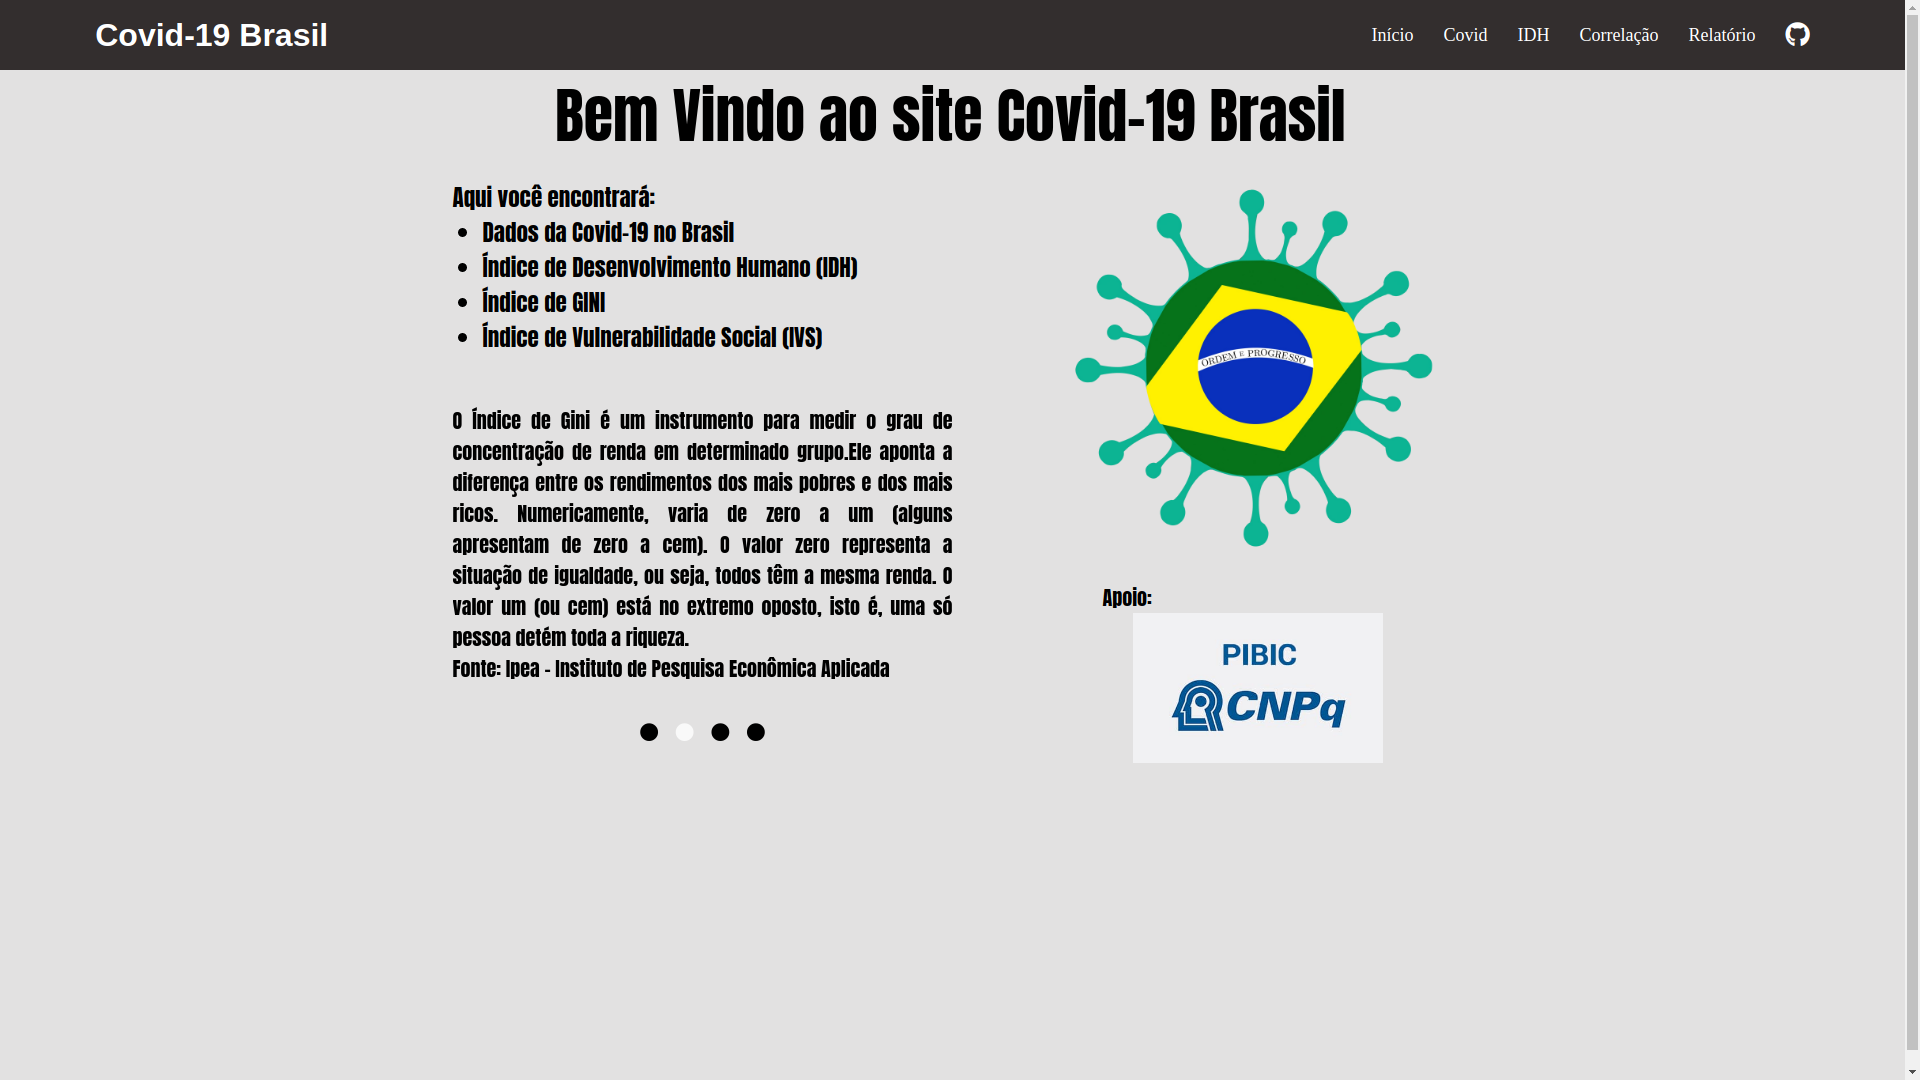 Covid-19 Brasil
Início
Covid
IDH
Correlação
Relatório
Bem Vindo ao site Covid-19 Brasil
Aqui você encontrará:
Dados da Covid-19 no Brasil
Índice de Desenvolvimento Humano (IDH)
Índice de GINI
Índice de Vulnerabilidade Social (IVS)
O Índice de Gini é um instrumento para medir o grau de
concentração de renda em determinado grupo.Ele aponta a
diferença entre os rendimentos dos mais pobres e dos mais
ricos. Numericamente, varia de zero a um (alguns
apresentam de zero a cem). O valor zero representa a
situação de igualdade, ou seja, todos têm a mesma renda. O
valor um (ou cem) está no extremo oposto, isto é, uma só
pessoa detém toda a riqueza.
Fonte: Ipea - Instituto de Pesquisa Econômica Aplicada
ORDEM E PROGRESSO
Apoio:
PIBIC
CNPq